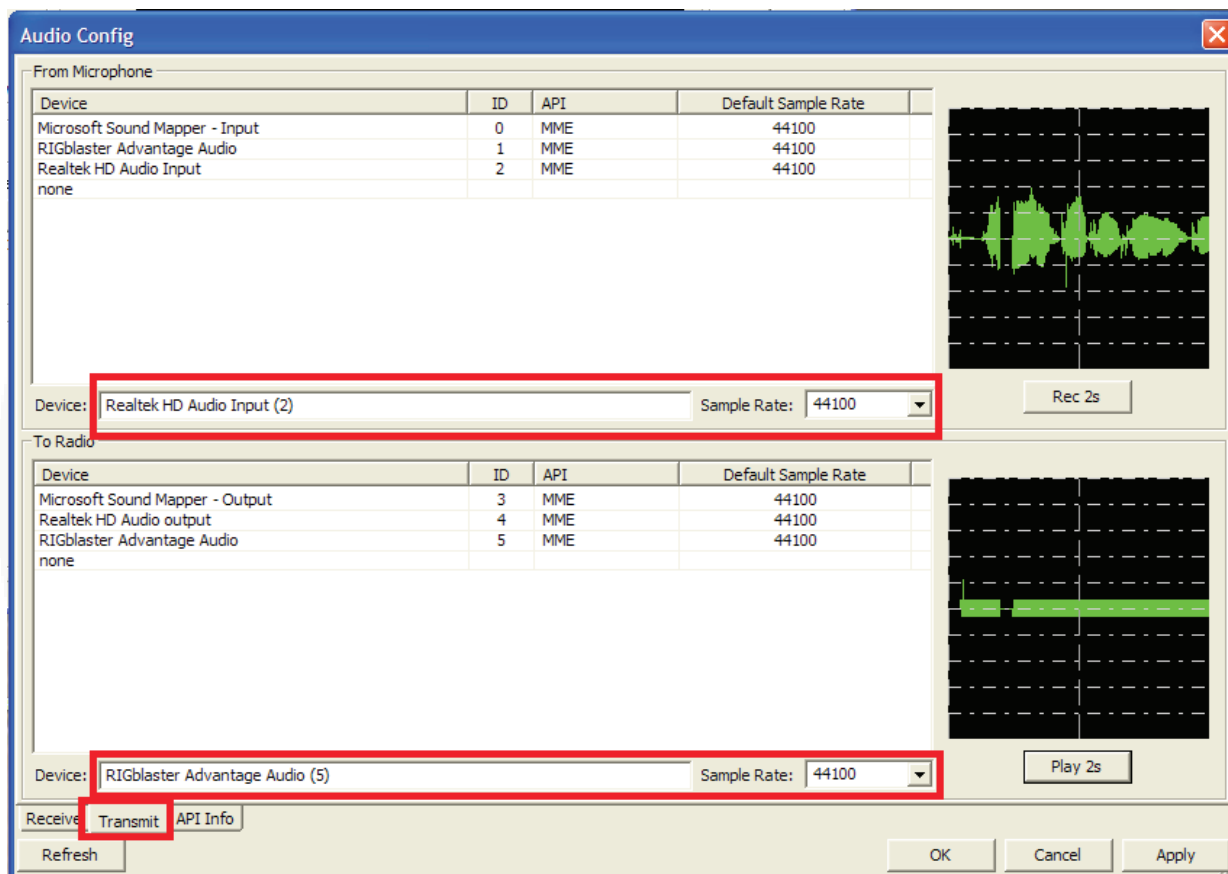 Audio Config
From Microphone
Device ID API Default Sample Rate
Microsoft Sound Mapper - Input 0 MME 44100
RIGblaster Advantage Audio 1 MME 44100
Realtek HD Audio Input 2 MME 44100
none
Device: Realtek HD Audio Input (2) Sample Rate: 44100 Rec 2s
To Radio
Device ID API Default Sample Rate
Microsoft Sound Mapper - Output 3 MME 44100
Realtek HD Audio output 4 MME 44100
RIGblaster Advantage Audio 5 MME 44100
none
Device: RIGblaster Advantage Audio (5) Sample Rate: 44100 Play 2s
Receive Transmit API Info
Refresh OK Cancel Apply